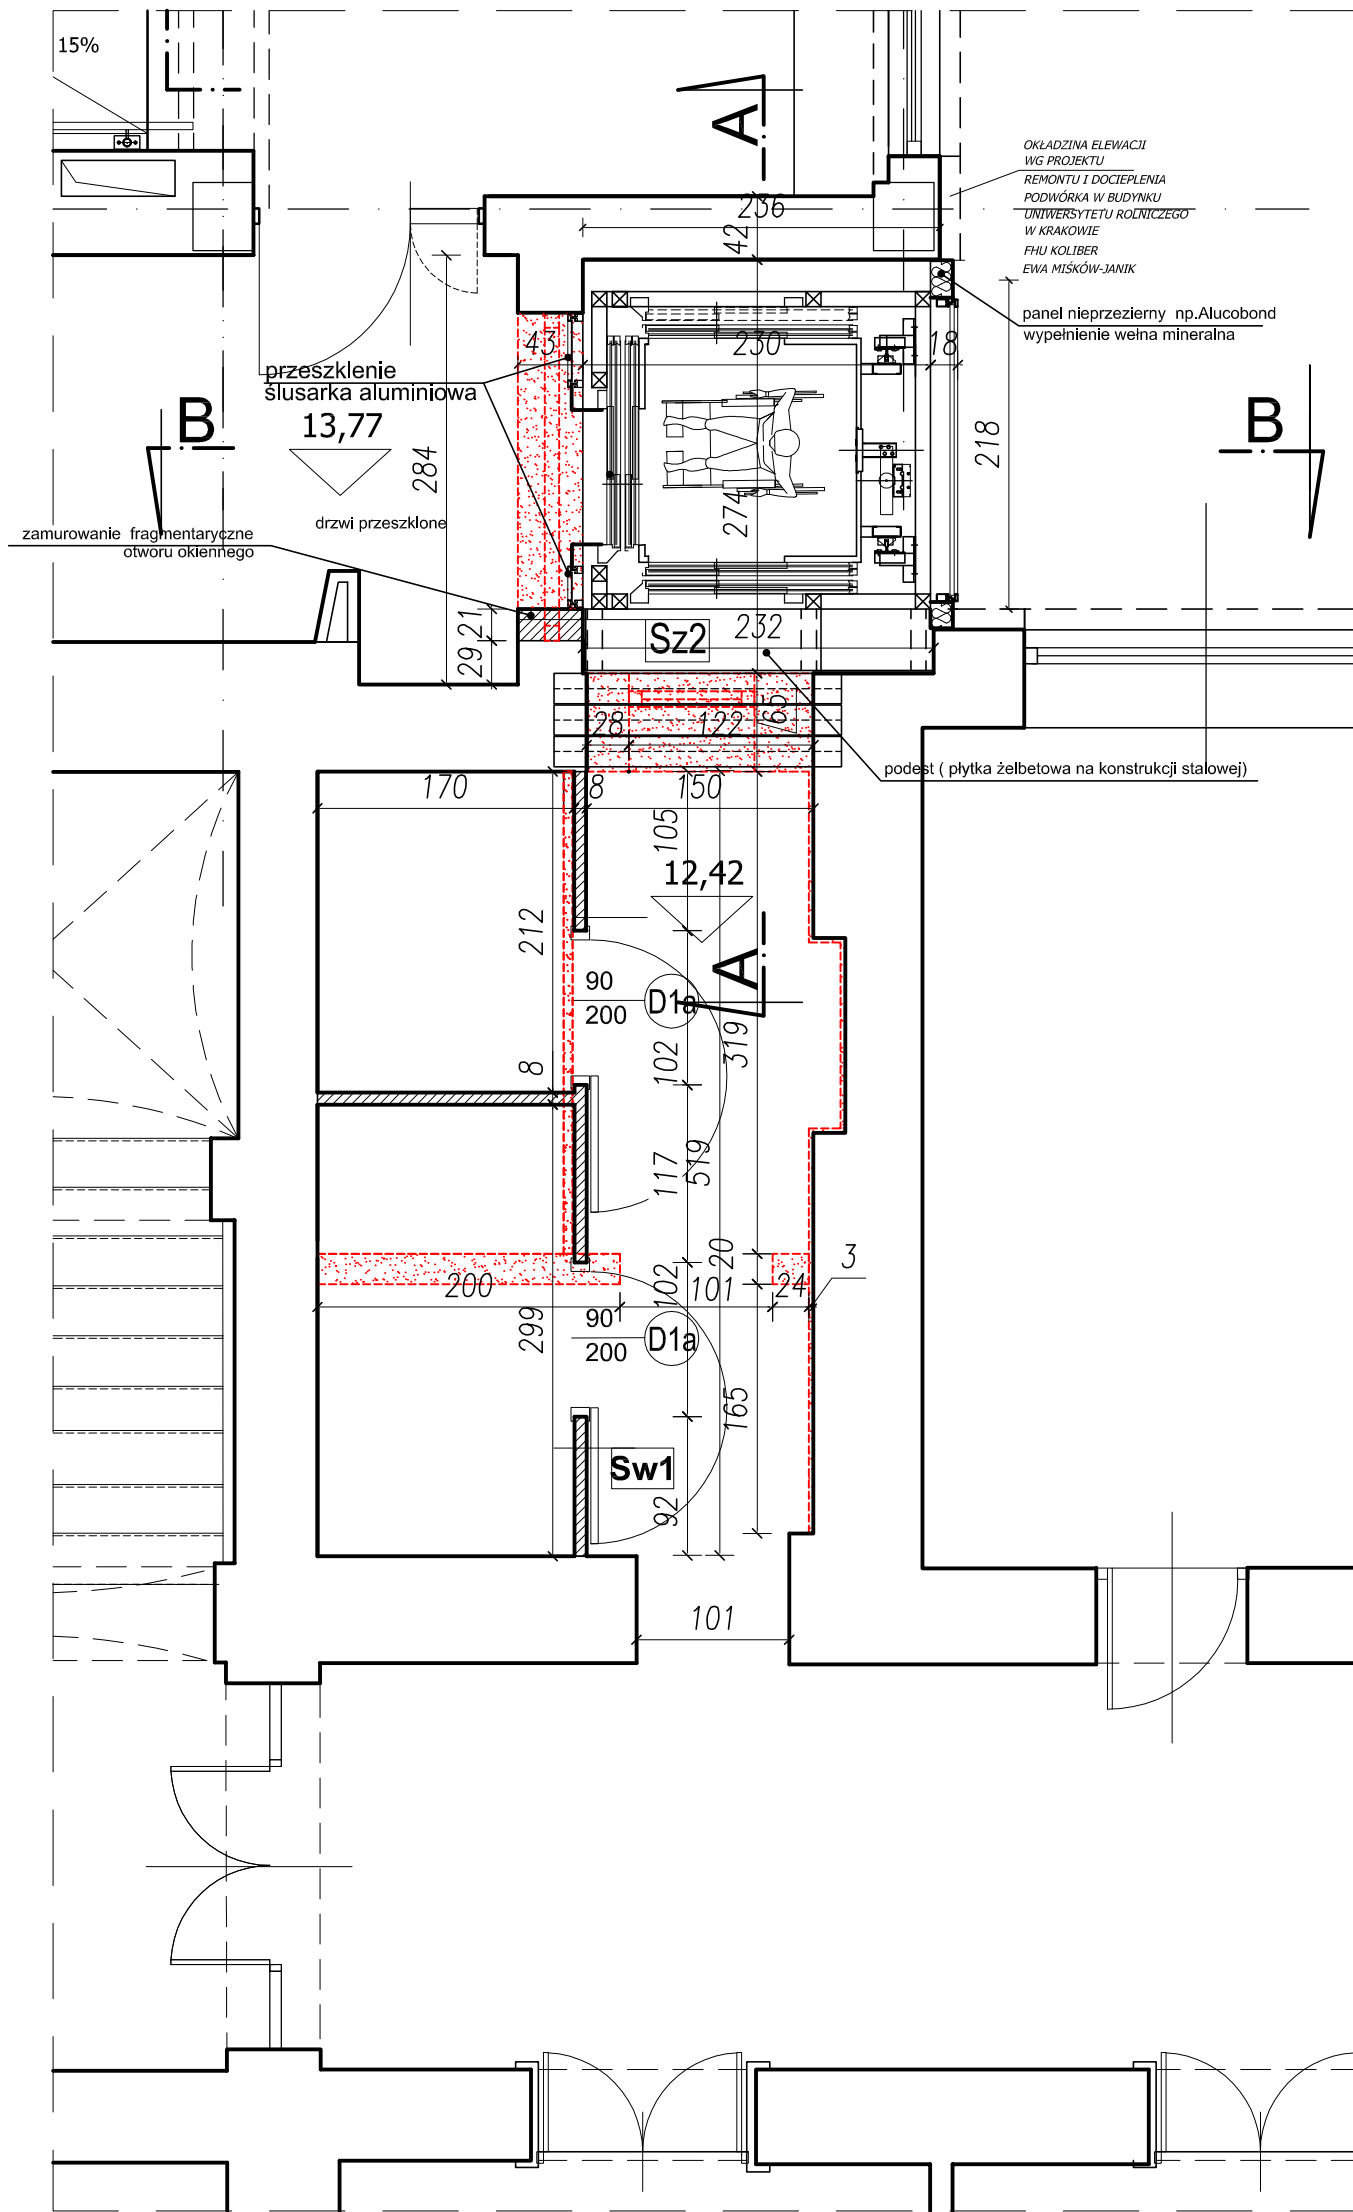 15%
A
OKŁADZINA ELEWACJI
WG PROJEKTU
REMONTU I DOCIEPLENIA
PODWÓRKA W BUDYNKU
UNIWERSYTETU ROLNICZEGO
W KRAKOWIE
FHU KOLIBER
EWA MIŚKÓW-JANIK
236
42
panel nieprzezierny np.Alucobond
wypełnienie wełna mineralna
43
230
18
przeszklenie
ślusarka aluminiowa
B
13,77
B
284
218
274
drzwi przeszklone
zamurowanie fragmentaryczne
otworu okiennego
21
29
Sz2
232
65
28
122
podest ( płytka żelbetowa na konstrukcji stalowej)
170
8
150
105
12,42
212
A
90
200
D1a
319
102
8
117
519
20
3
200
102
101
24
299
90
200
D1a
165
Sw1
92
101